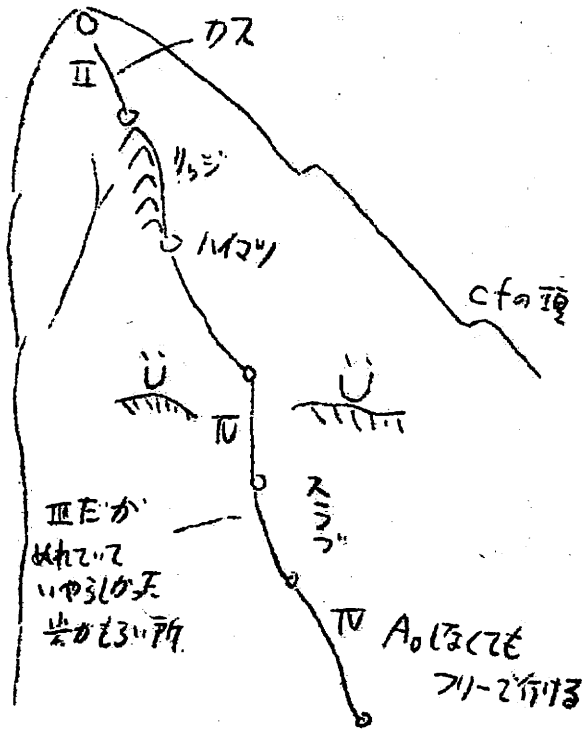 カス
II
リッジ
ハイマツ
cfの頭
IV
スラブ
IIIだが
ぬれていて
いやらしかった
岩がもろい所
IV
A0しなくても
フリーで行ける